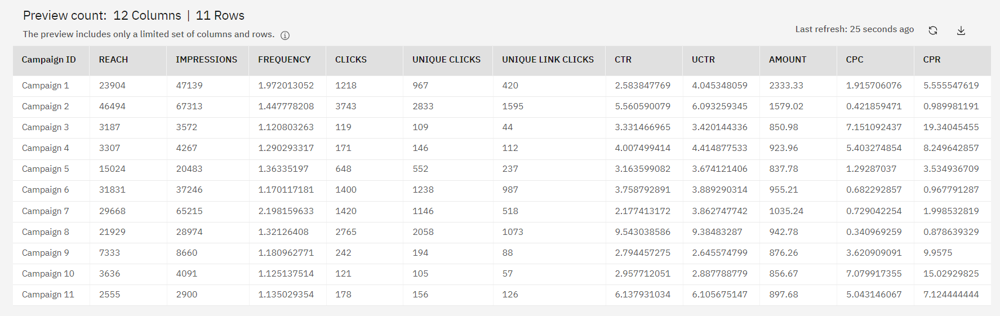 Preview count: 12 Columns | 11 Rows
The preview includes only a limited set of columns and rows.
Last refresh: 25 seconds ago
Campaign ID REACH IMPRESSIONS FREQUENCY CLICKS UNIQUE CLICKS UNIQUE LINK CLICKS CTR UCTR AMOUNT CPC CPR
Campaign 1 23904 47139 1.972013052 1218 967 420 2.583847769 4.045348059 2333.33 1.915706076 5.555547619
Campaign 2 46494 67313 1.447778208 3743 2833 1595 5.560590079 6.093259345 1579.02 0.421859471 0.989981191
Campaign 3 3187 3572 1.120803263 119 109 44 3.331466965 3.420144336 850.98 7.151092437 19.34045455
Campaign 4 3307 4267 1.290293317 171 146 112 4.007499414 4.414877533 923.96 5.403274854 8.249642857
Campaign 5 15024 20483 1.36335197 648 552 237 3.163599082 3.674121406 837.78 1.29287037 3.534936709
Campaign 6 31831 37246 1.170117181 1400 1238 987 3.758792891 3.889290314 955.21 0.682292857 0.967791287
Campaign 7 29668 65215 2.198159633 1420 1146 518 2.177413172 3.862747742 1035.24 0.729042254 1.998532819
Campaign 8 21929 28974 1.32126408 2765 2058 1073 9.543038586 9.38483287 942.78 0.340969259 0.878639329
Campaign 9 7333 8660 1.180962771 242 194 88 2.794457275 2.645574799 876.26 3.620909091 9.9575
Campaign 10 3636 4091 1.125137514 121 105 57 2.957712051 2.887788779 856.67 7.079917355 15.02929825
Campaign 11 2555 2900 1.135029354 178 156 126 6.137931034 6.105675147 897.68 5.043146067 7.124444444